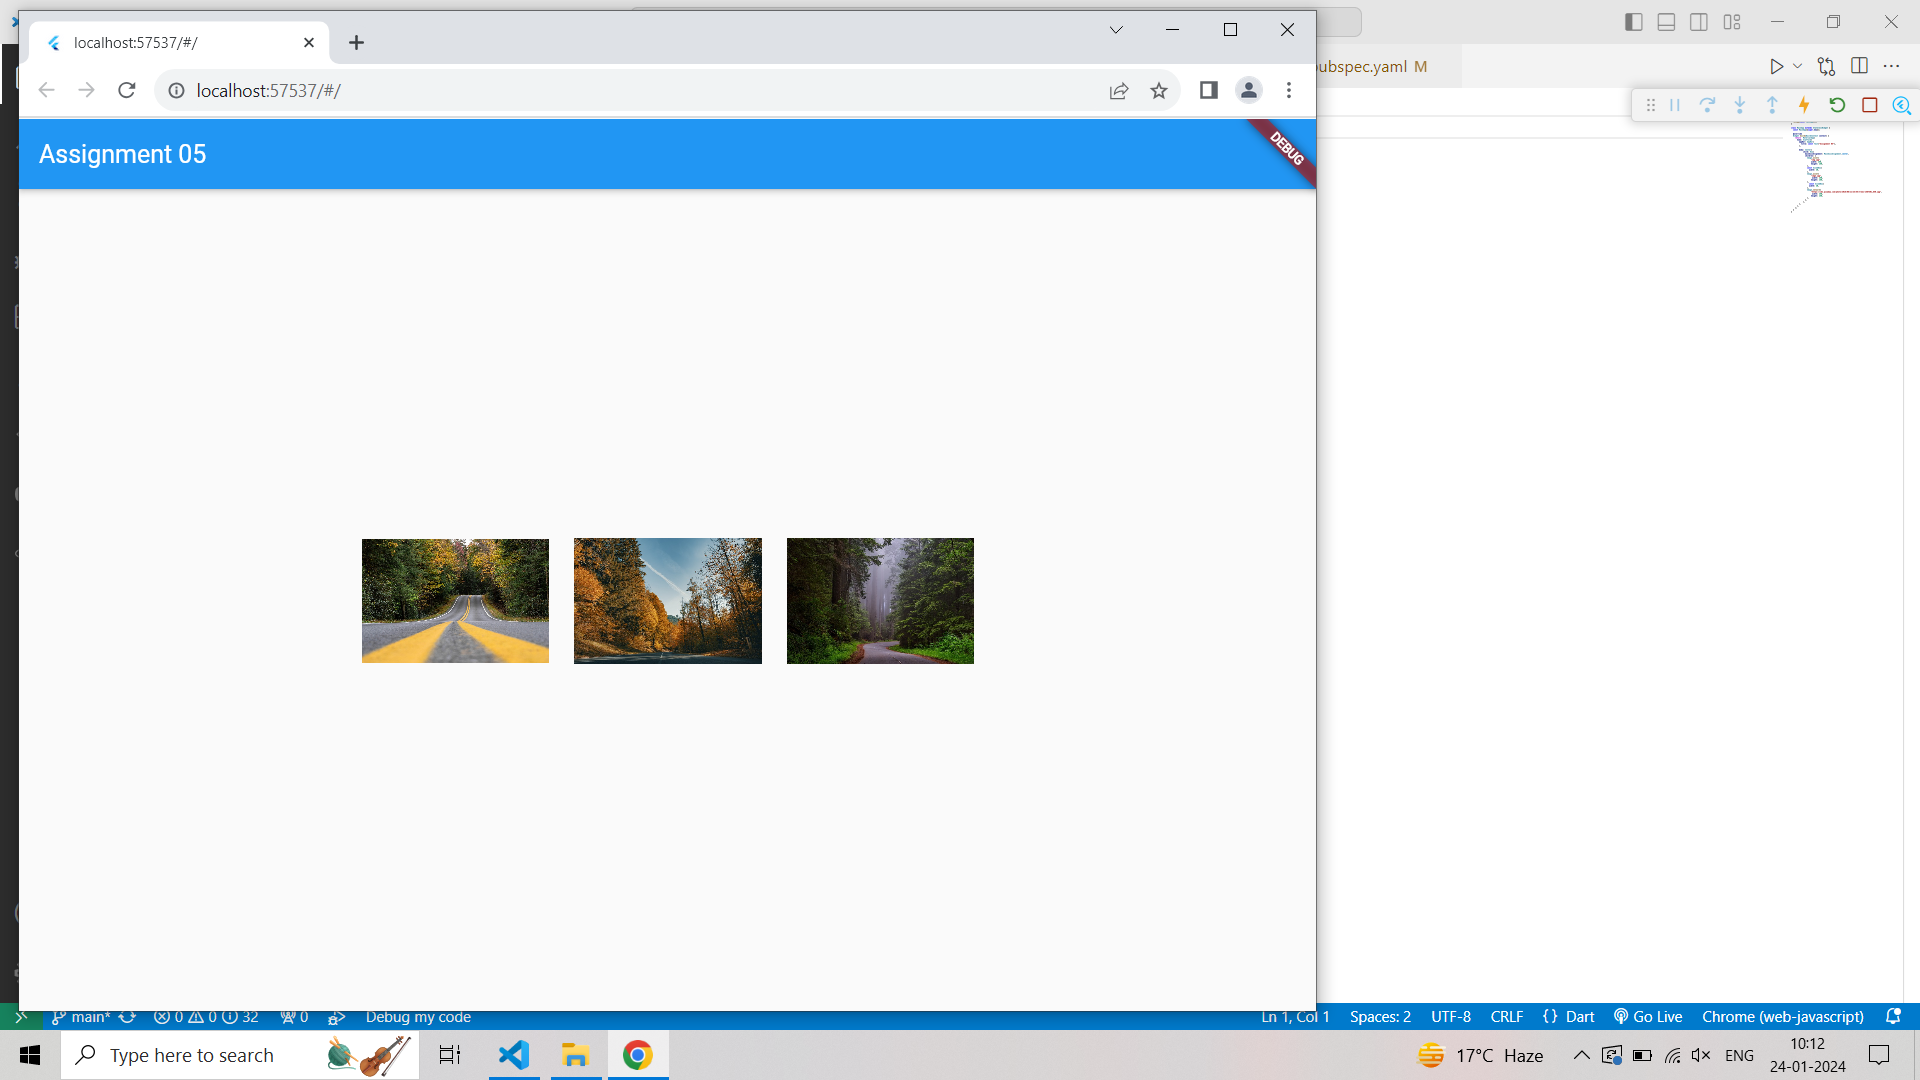 localhost:57537/#/
localhost:57537/#/
Assignment 05
DEBUG
pubspec.yaml M
main* 0 0 32 0 Debug my code
Ln 1, Col 1 Spaces: 2 UTF-8 CRLF {} Dart Go Live Chrome (web-javascript)
Type here to search
17°C Haze ENG
10:12
24-01-2024